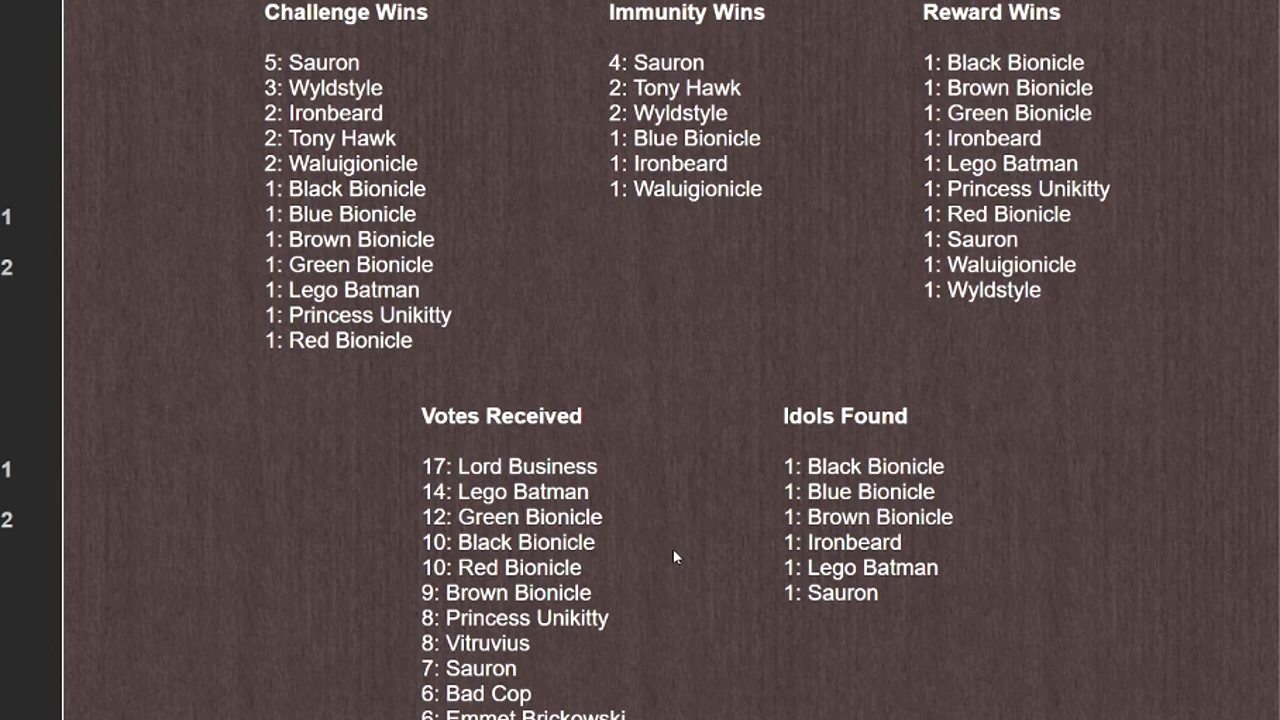 Challenge Wins
5: Sauron
3: Wyldstyle
2: Ironbeard
2: Tony Hawk
2: Waluigionicle
1: Black Bionicle
1: Blue Bionicle
1: Brown Bionicle
1: Green Bionicle
1: Lego Batman
1: Princess Unikitty
1: Red Bionicle
Immunity Wins
4: Sauron
2: Tony Hawk
2: Wyldstyle
1: Blue Bionicle
1: Ironbeard
1: Waluigionicle
Reward Wins
1: Black Bionicle
1: Brown Bionicle
1: Green Bionicle
1: Ironbeard
1: Lego Batman
1: Princess Unikitty
1: Red Bionicle
1: Sauron
1: Waluigionicle
1: Wyldstyle
Votes Received
17: Lord Business
14: Lego Batman
12: Green Bionicle
10: Black Bionicle
10: Red Bionicle
9: Brown Bionicle
8: Princess Unikitty
8: Vitruvius
7: Sauron
6: Bad Cop
6: Emmet Brickowski
Idols Found
1: Black Bionicle
1: Blue Bionicle
1: Brown Bionicle
1: Ironbeard
1: Lego Batman
1: Sauron
1
2
1
2